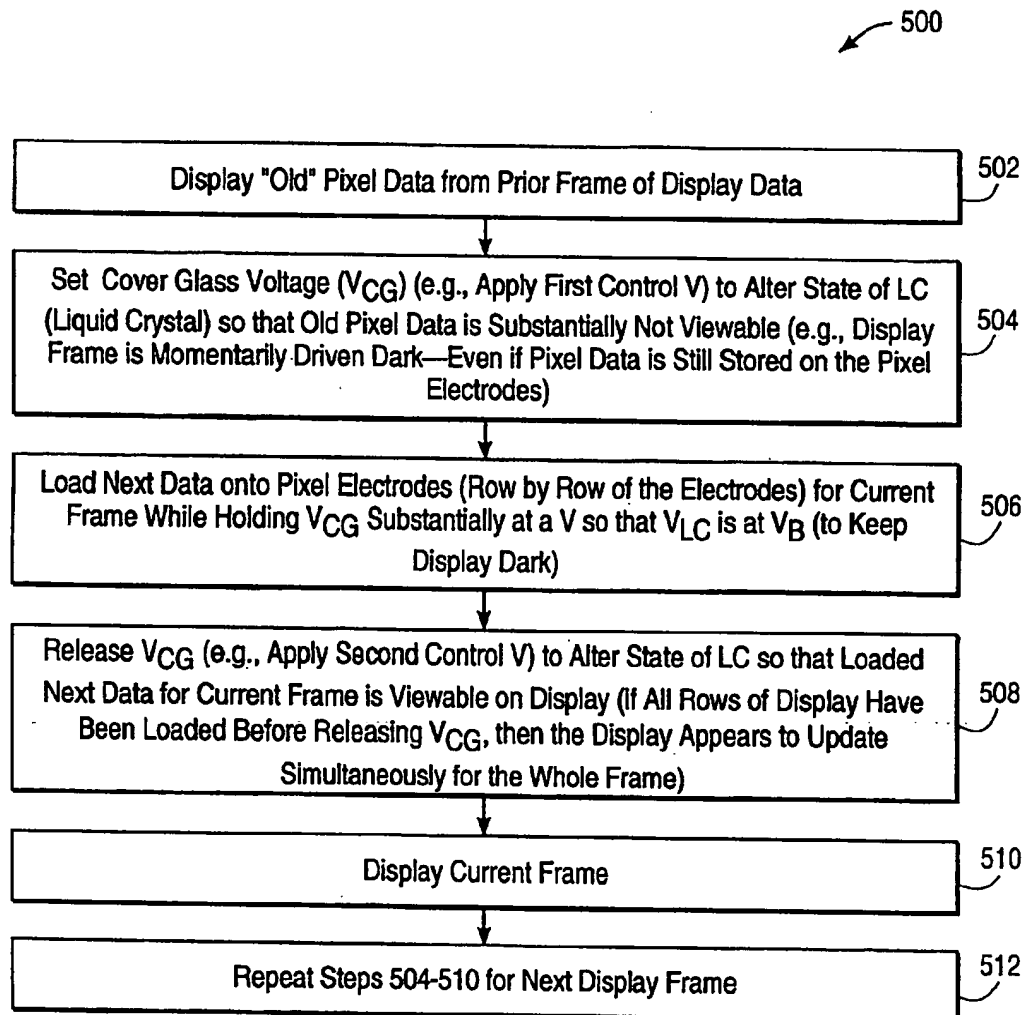 500
Display "Old" Pixel Data from Prior Frame of Display Data
502
Set Cover Glass Voltage (VCG) (e.g., Apply First Control V) to Alter State of LC
(Liquid Crystal) so that Old Pixel Data is Substantially Not Viewable (e.g., Display
Frame is Momentarily Driven Dark—Even if Pixel Data is Still Stored on the Pixel
Electrodes)
504
Load Next Data onto Pixel Electrodes (Row by Row of the Electrodes) for Current
Frame While Holding VCG Substantially at a V so that VLC is at VB (to Keep
Display Dark)
506
Release VCG (e.g., Apply Second Control V) to Alter State of LC so that Loaded
Next Data for Current Frame is Viewable on Display (If All Rows of Display Have
Been Loaded Before Releasing VCG, then the Display Appears to Update
Simultaneously for the Whole Frame)
508
Display Current Frame
510
Repeat Steps 504-510 for Next Display Frame
512